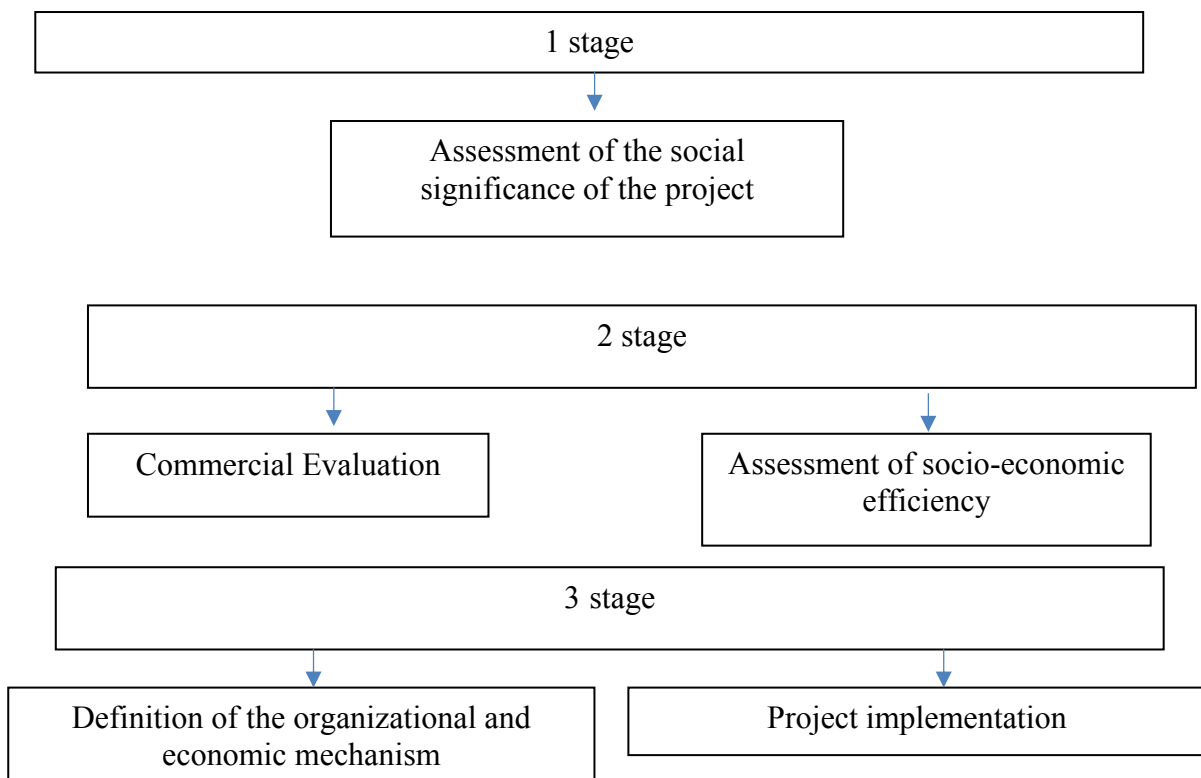 1 stage
Assessment of the social
significance of the project
2 stage
Commercial Evaluation
Assessment of socio-economic
efficiency
3 stage
Definition of the organizational and
economic mechanism
Project implementation